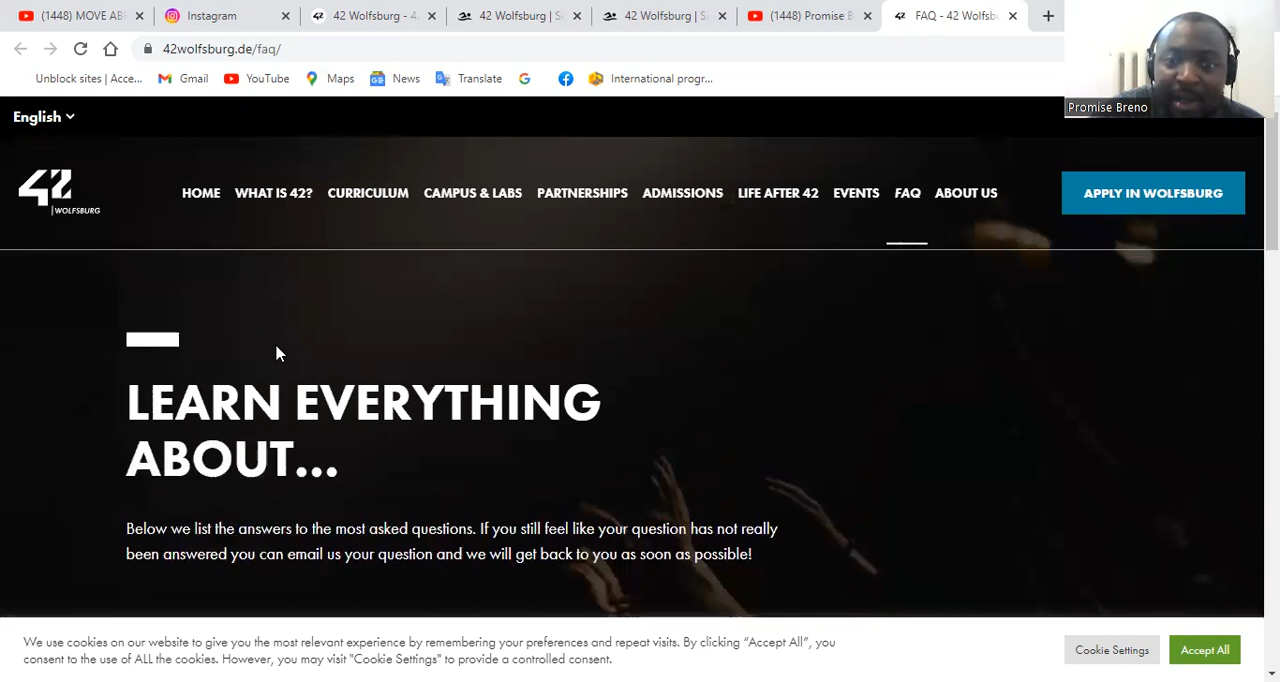 (1448) MOVE AB
Instagram
42 Wolfsburg - 4
42 Wolfsburg | S
42 Wolfsburg | S
(1448) Promise B
FAQ - 42 Wolfsb
42wolfsburg.de/faq/
Unblock sites | Acce...
Gmail
YouTube
Maps
News
Translate
International progr...
Promise Breno
English
42
WOLFSBURG
HOME
WHAT IS 42?
CURRICULUM
CAMPUS & LABS
PARTNERSHIPS
ADMISSIONS
LIFE AFTER 42
EVENTS
FAQ
ABOUT US
APPLY IN WOLFSBURG
LEARN EVERYTHING
ABOUT...
Below we list the answers to the most asked questions. If you still feel like your question has not really
been answered you can email us your question and we will get back to you as soon as possible!
We use cookies on our website to give you the most relevant experience by remembering your preferences and repeat visits. By clicking “Accept All”, you
consent to the use of ALL the cookies. However, you may visit "Cookie Settings" to provide a controlled consent.
Cookie Settings
Accept All